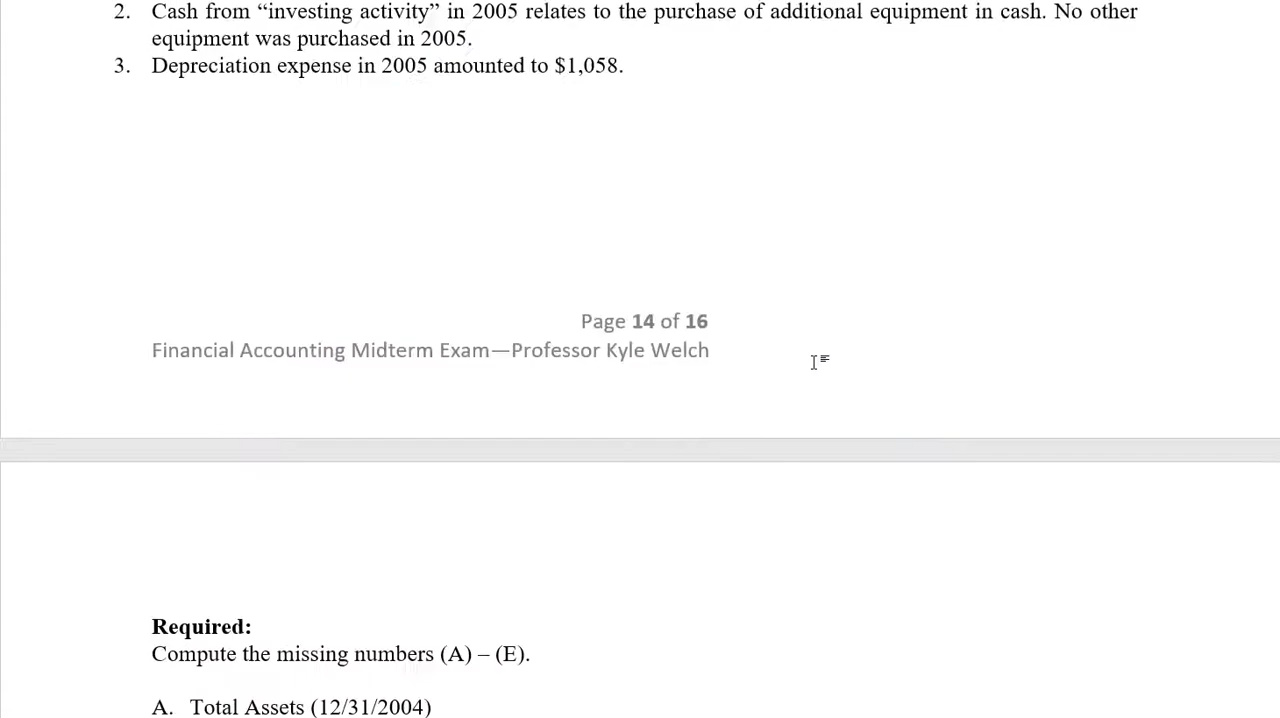 2. Cash from “investing activity” in 2005 relates to the purchase of additional equipment in cash. No other
equipment was purchased in 2005.
3. Depreciation expense in 2005 amounted to $1,058.
Page 14 of 16
Financial Accounting Midterm Exam—Professor Kyle Welch
Required:
Compute the missing numbers (A) – (E).
A. Total Assets (12/31/2004)